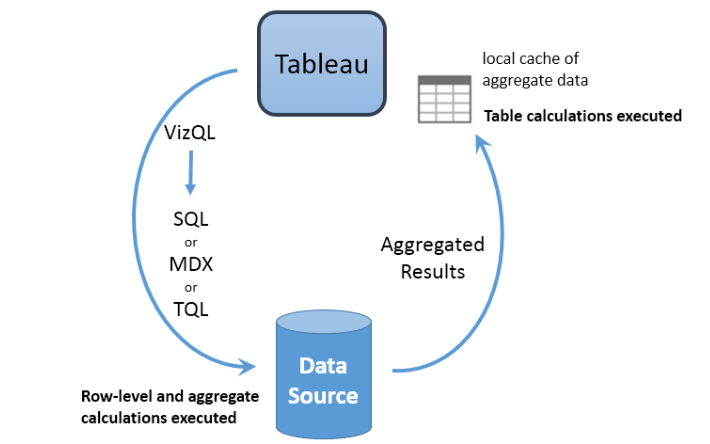 Tableau
local cache of
aggregate data
Table calculations executed
VizQL
SQL
or
MDX
or
TQL
Aggregated
Results
Data
Source
Row-level and aggregate
calculations executed